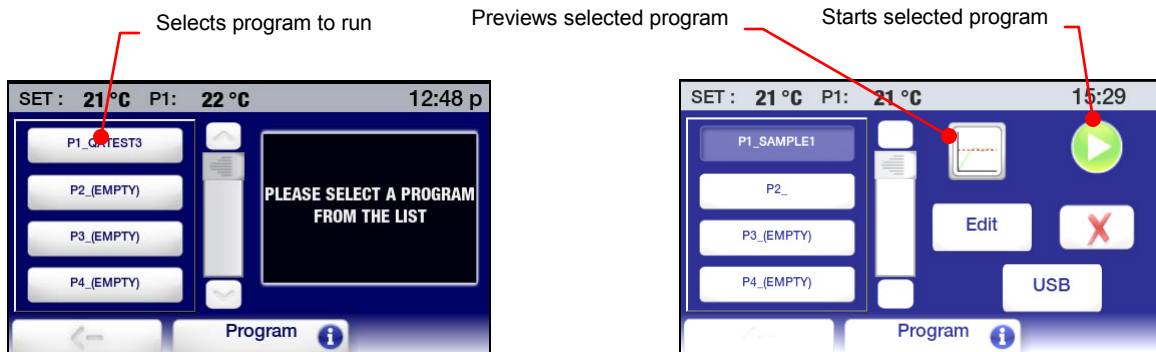 Selects program to run
Previews selected program
Starts selected program
SET : 21 °C P1: 22 °C 12:48 p
P1_QATEST3
P2_(EMPTY)
P3_(EMPTY)
P4_(EMPTY)
PLEASE SELECT A PROGRAM
FROM THE LIST
Program i
SET : 21 °C P1: 21 °C 15:29
P1_SAMPLE1
P2_
P3_(EMPTY)
P4_(EMPTY)
Edit
X
USB
Program i